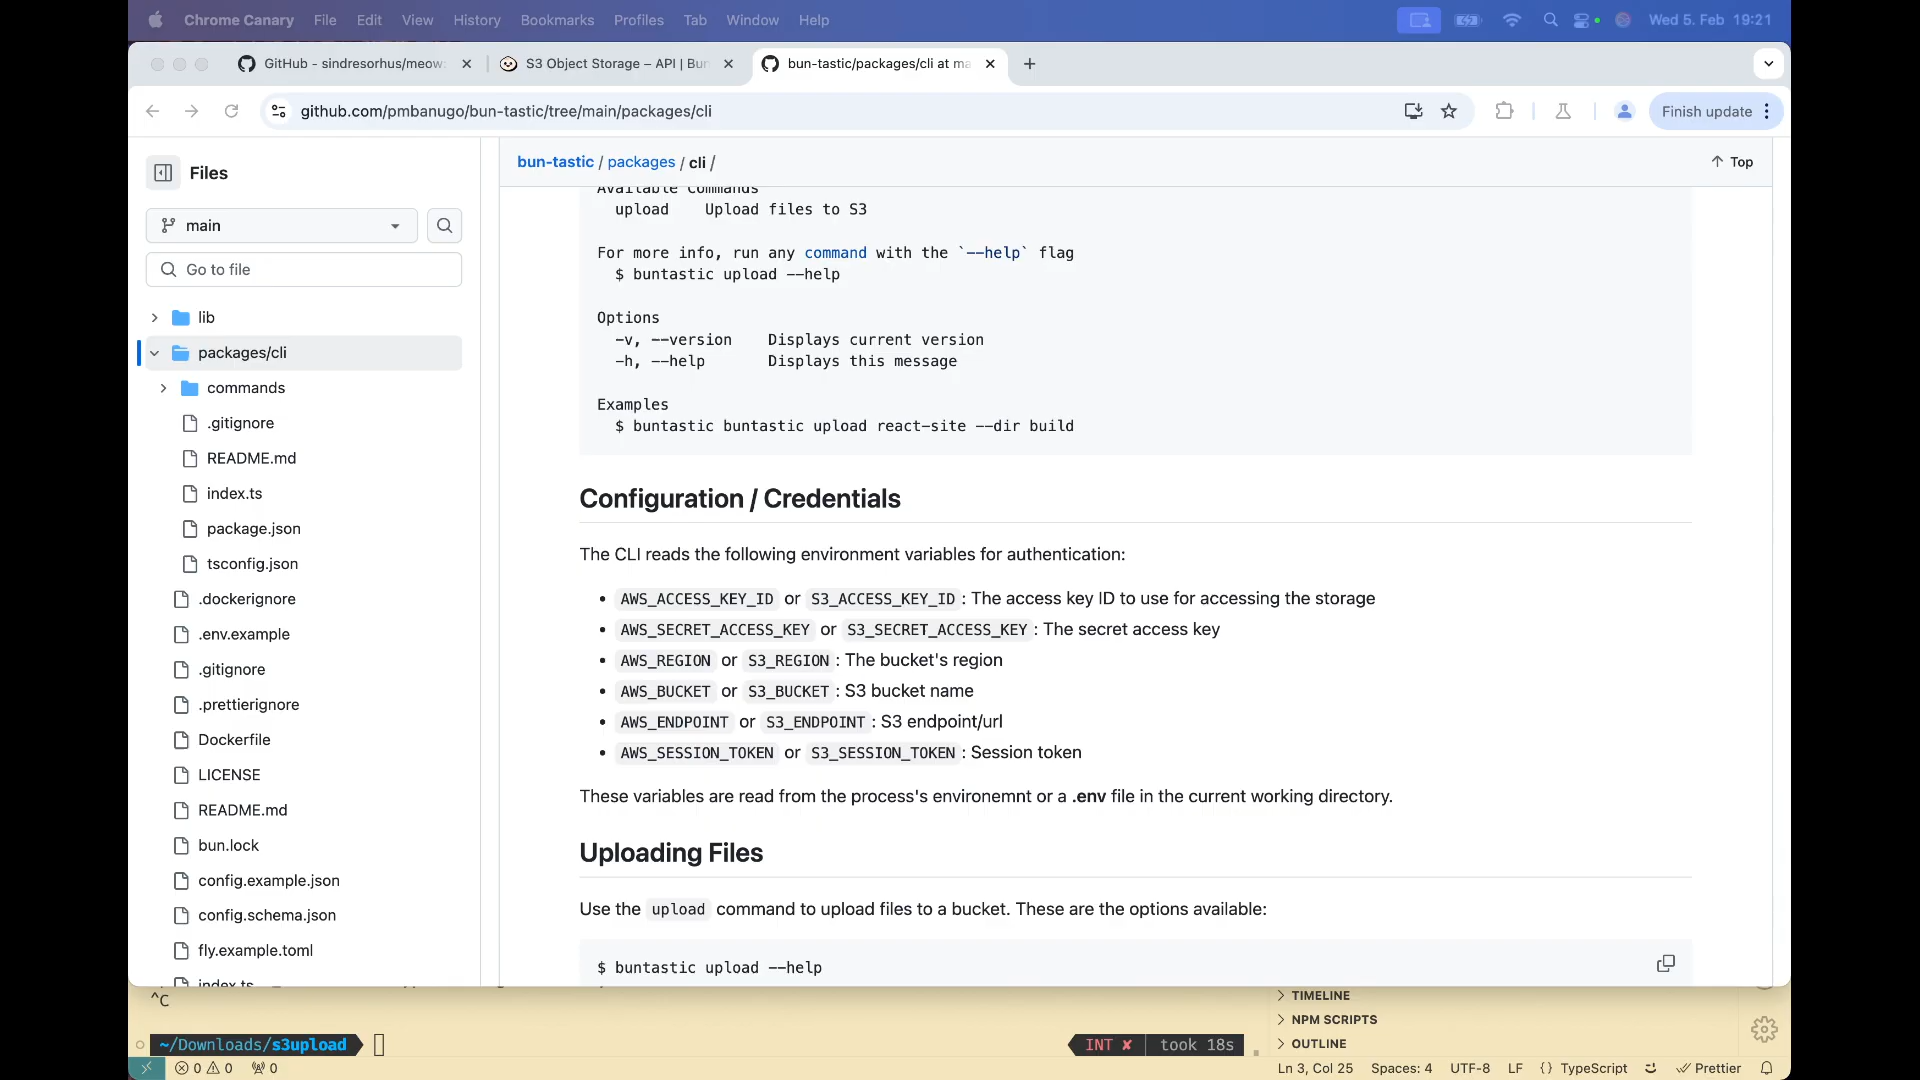 Chrome Canary File Edit View History Bookmarks Profiles Tab Window Help Wed 5. Feb 19:21
GitHub - sindresorhus/meow: S3 Object Storage – API | Bun bun-tastic/packages/cli at ma
github.com/pmbanugo/bun-tastic/tree/main/packages/cli Finish update
Files
main
Go to file
lib
packages/cli
commands
.gitignore
README.md
index.ts
package.json
tsconfig.json
.dockerignore
.env.example
.gitignore
.prettierignore
Dockerfile
LICENSE
README.md
bun.lock
config.example.json
config.schema.json
fly.example.toml
index.ts
bun-tastic / packages / cli / Top
Available Commands
upload Upload files to S3
For more info, run any command with the `--help` flag
$ buntastic upload --help
Options
-v, --version Displays current version
-h, --help Displays this message
Examples
$ buntastic buntastic upload react-site --dir build
Configuration / Credentials
The CLI reads the following environment variables for authentication:
• AWS_ACCESS_KEY_ID or S3_ACCESS_KEY_ID : The access key ID to use for accessing the storage
• AWS_SECRET_ACCESS_KEY or S3_SECRET_ACCESS_KEY : The secret access key
• AWS_REGION or S3_REGION : The bucket's region
• AWS_BUCKET or S3_BUCKET : S3 bucket name
• AWS_ENDPOINT or S3_ENDPOINT : S3 endpoint/url
• AWS_SESSION_TOKEN or S3_SESSION_TOKEN : Session token
These variables are read from the process's environemnt or a .env file in the current working directory.
Uploading Files
Use the upload command to upload files to a bucket. These are the options available:
$ buntastic upload --help
^C
~/Downloads/s3upload INT ✘ took 18s
TIMELINE
NPM SCRIPTS
OUTLINE
0 0 0 Ln 3, Col 25 Spaces: 4 UTF-8 LF {} TypeScript Prettier